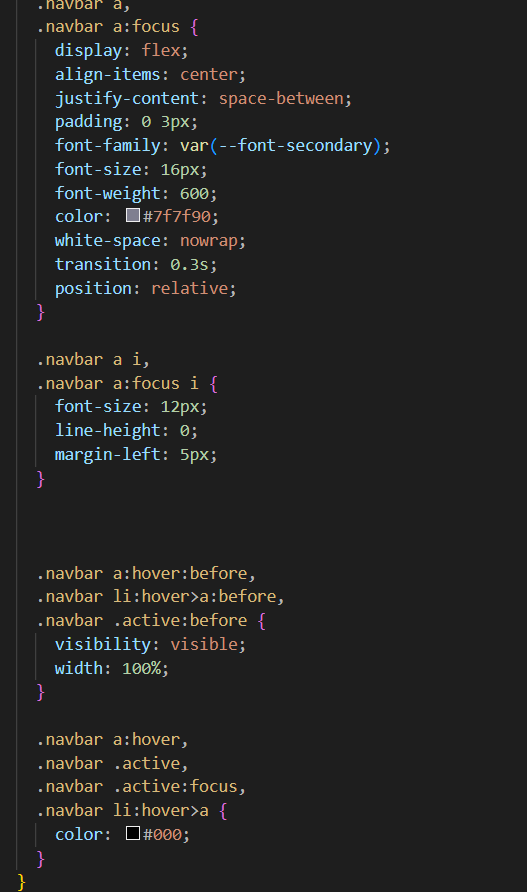 .navbar a,
.navbar a:focus {
display: flex;
align-items: center;
justify-content: space-between;
padding: 0 3px;
font-family: var(--font-secondary);
font-size: 16px;
font-weight: 600;
color: #7f7f90;
white-space: nowrap;
transition: 0.3s;
position: relative;
}
.navbar a i,
.navbar a:focus i {
font-size: 12px;
line-height: 0;
margin-left: 5px;
}
.navbar a:hover:before,
.navbar li:hover>a:before,
.navbar .active:before {
visibility: visible;
width: 100%;
}
.navbar a:hover,
.navbar .active,
.navbar .active:focus,
.navbar li:hover>a {
color: #000;
}
}